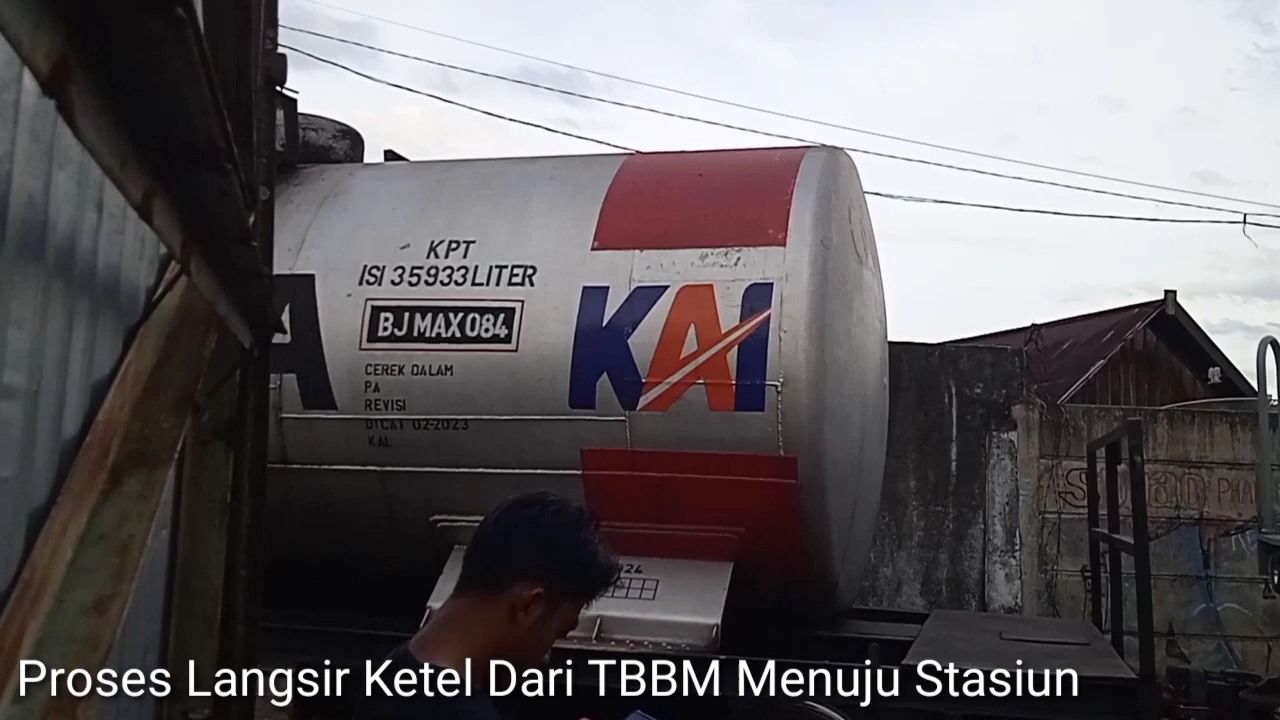 KPT
ISI 35933 LITER
A
BJ MAX 084
KAI
CEREK DALAM
PA
REVISI
DICAT 02-2023
KAL
24
Proses Langsir Ketel Dari TBBM Menuju Stasiun